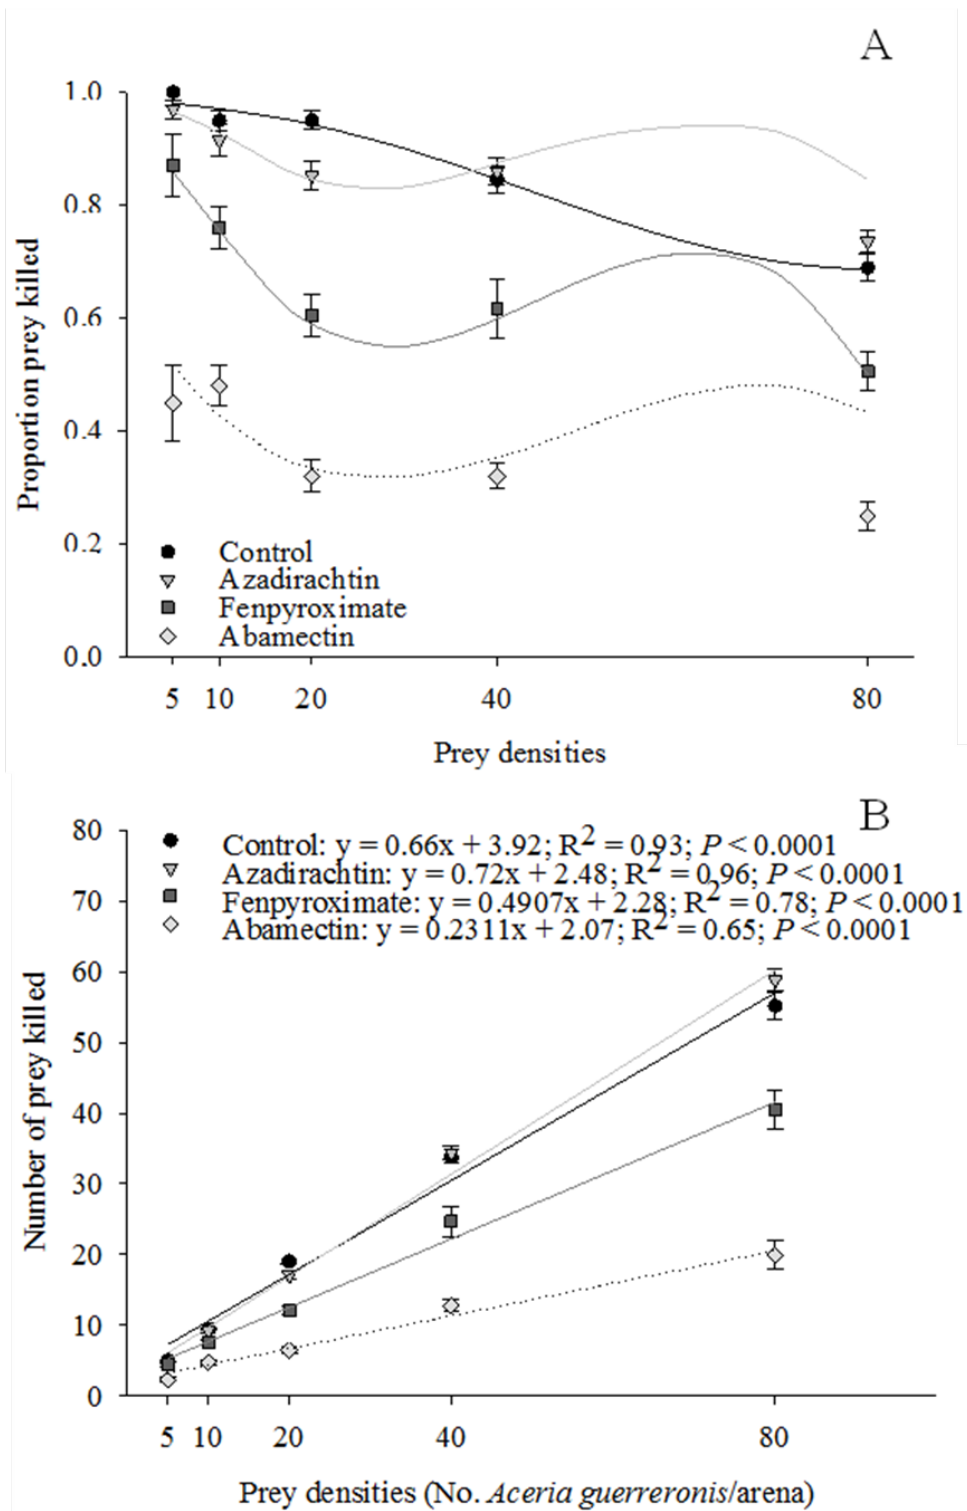 A
1.0
0.8
0.6
0.4
0.2
0.0
Proportion prey killed
Control
Azadirachtin
Fenpyroximate
Abamectin
5 10 20 40 80
Prey densities
B
80
70
60
50
40
30
20
10
0
Number of prey killed
Control: y = 0.66x + 3.92; R² = 0.93; P < 0.0001
Azadirachtin: y = 0.72x + 2.48; R² = 0.96; P < 0.0001
Fenpyroximate: y = 0.4907x + 2.28; R² = 0.78; P < 0.0001
Abamectin: y = 0.2311x + 2.07; R² = 0.65; P < 0.0001
5 10 20 40 80
Prey densities (No. Aceria guerreronis/arena)